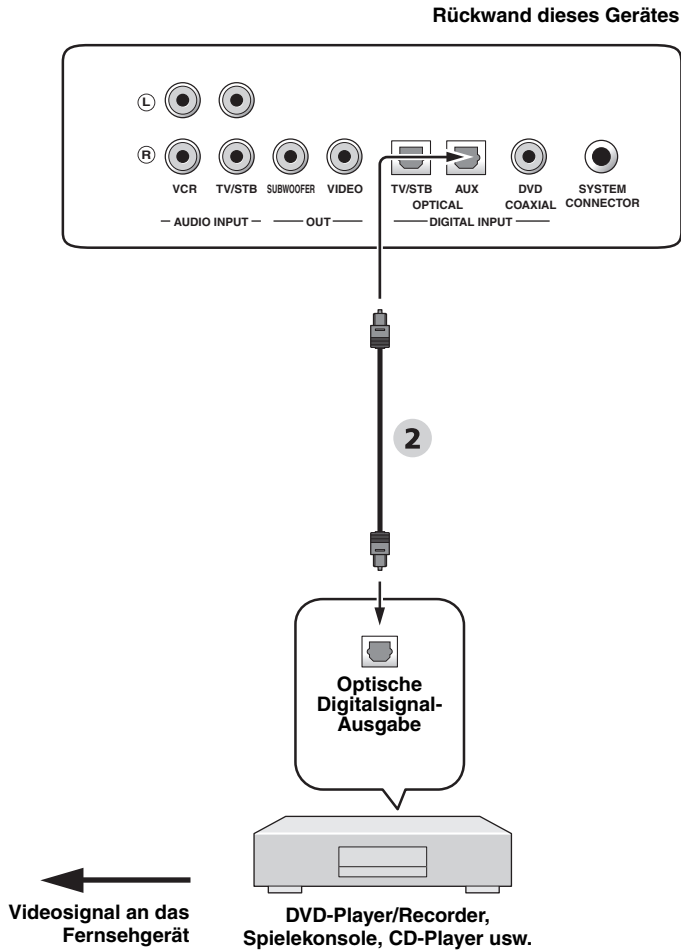 Rückwand dieses Gerätes
L
R
VCR TV/STB SUBWOOFER VIDEO TV/STB AUX DVD SYSTEM
OPTICAL COAXIAL CONNECTOR
AUDIO INPUT OUT DIGITAL INPUT
2
Optische
Digitalsignal-
Ausgabe
Videosignal an das
Fernsehgerät
DVD-Player/Recorder,
Spielekonsole, CD-Player usw.